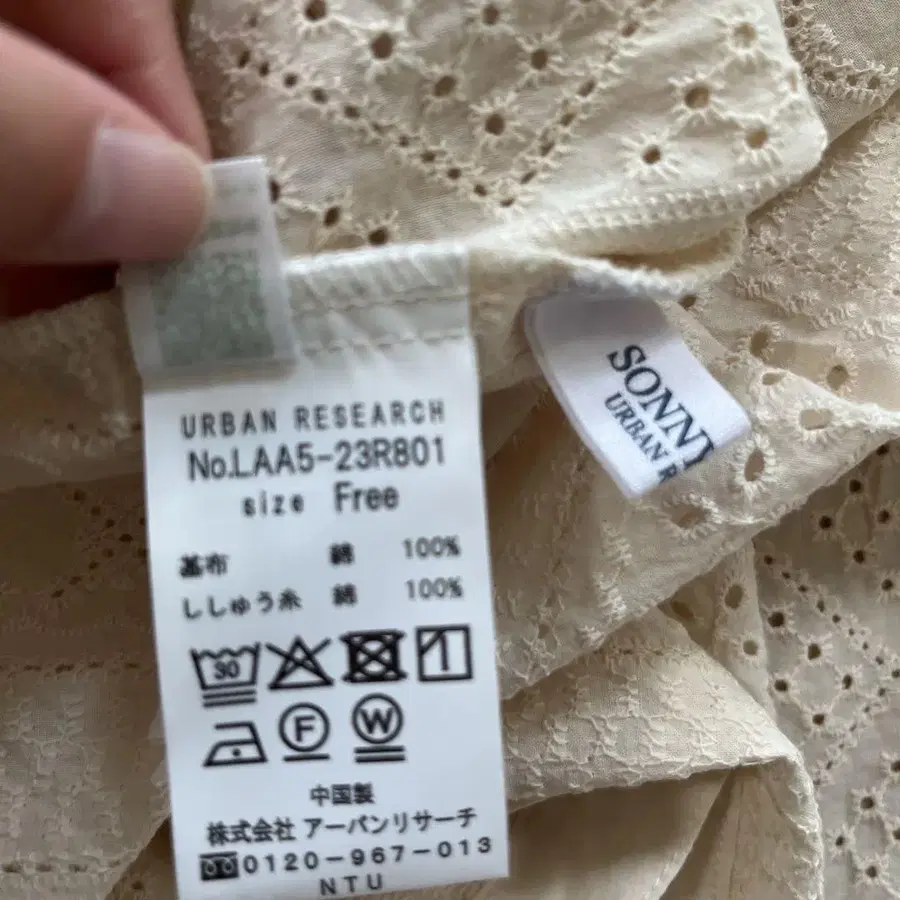 URBAN RESEARCH
No.LAA5-23R801
size Free
基布 綿 100%
ししゅう糸 綿 100%
30
F W
中国製
株式会社 アーバンリサーチ
0120-967-013
NTU
SONNY
URBAN R